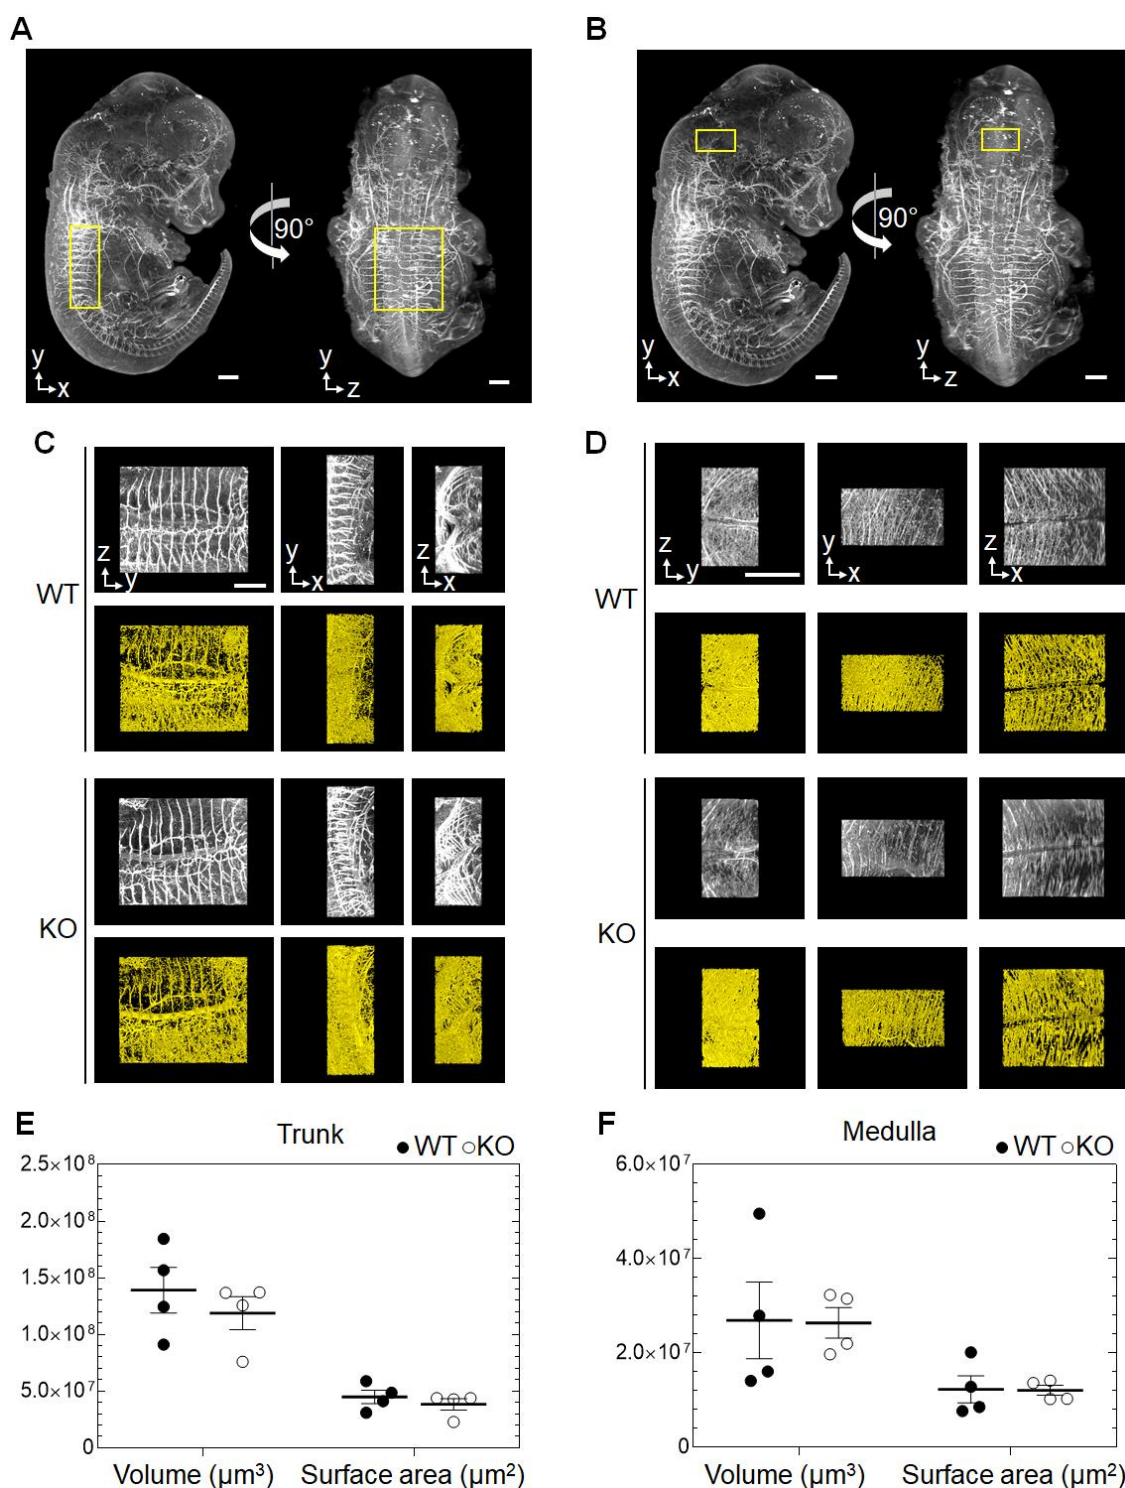 A
B
90°
90°
y
x
y
z
y
x
y
z
C
D
WT
z
y
y
x
z
x
WT
z
y
y
x
z
x
KO
KO
E
Trunk
WT KO
2.5×10⁸
2.0×10⁸
1.5×10⁸
1.0×10⁸
5.0×10⁷
0
Volume (µm³) Surface area (µm²)
F
Medulla
WT KO
6.0×10⁷
4.0×10⁷
2.0×10⁷
0
Volume (µm³) Surface area (µm²)